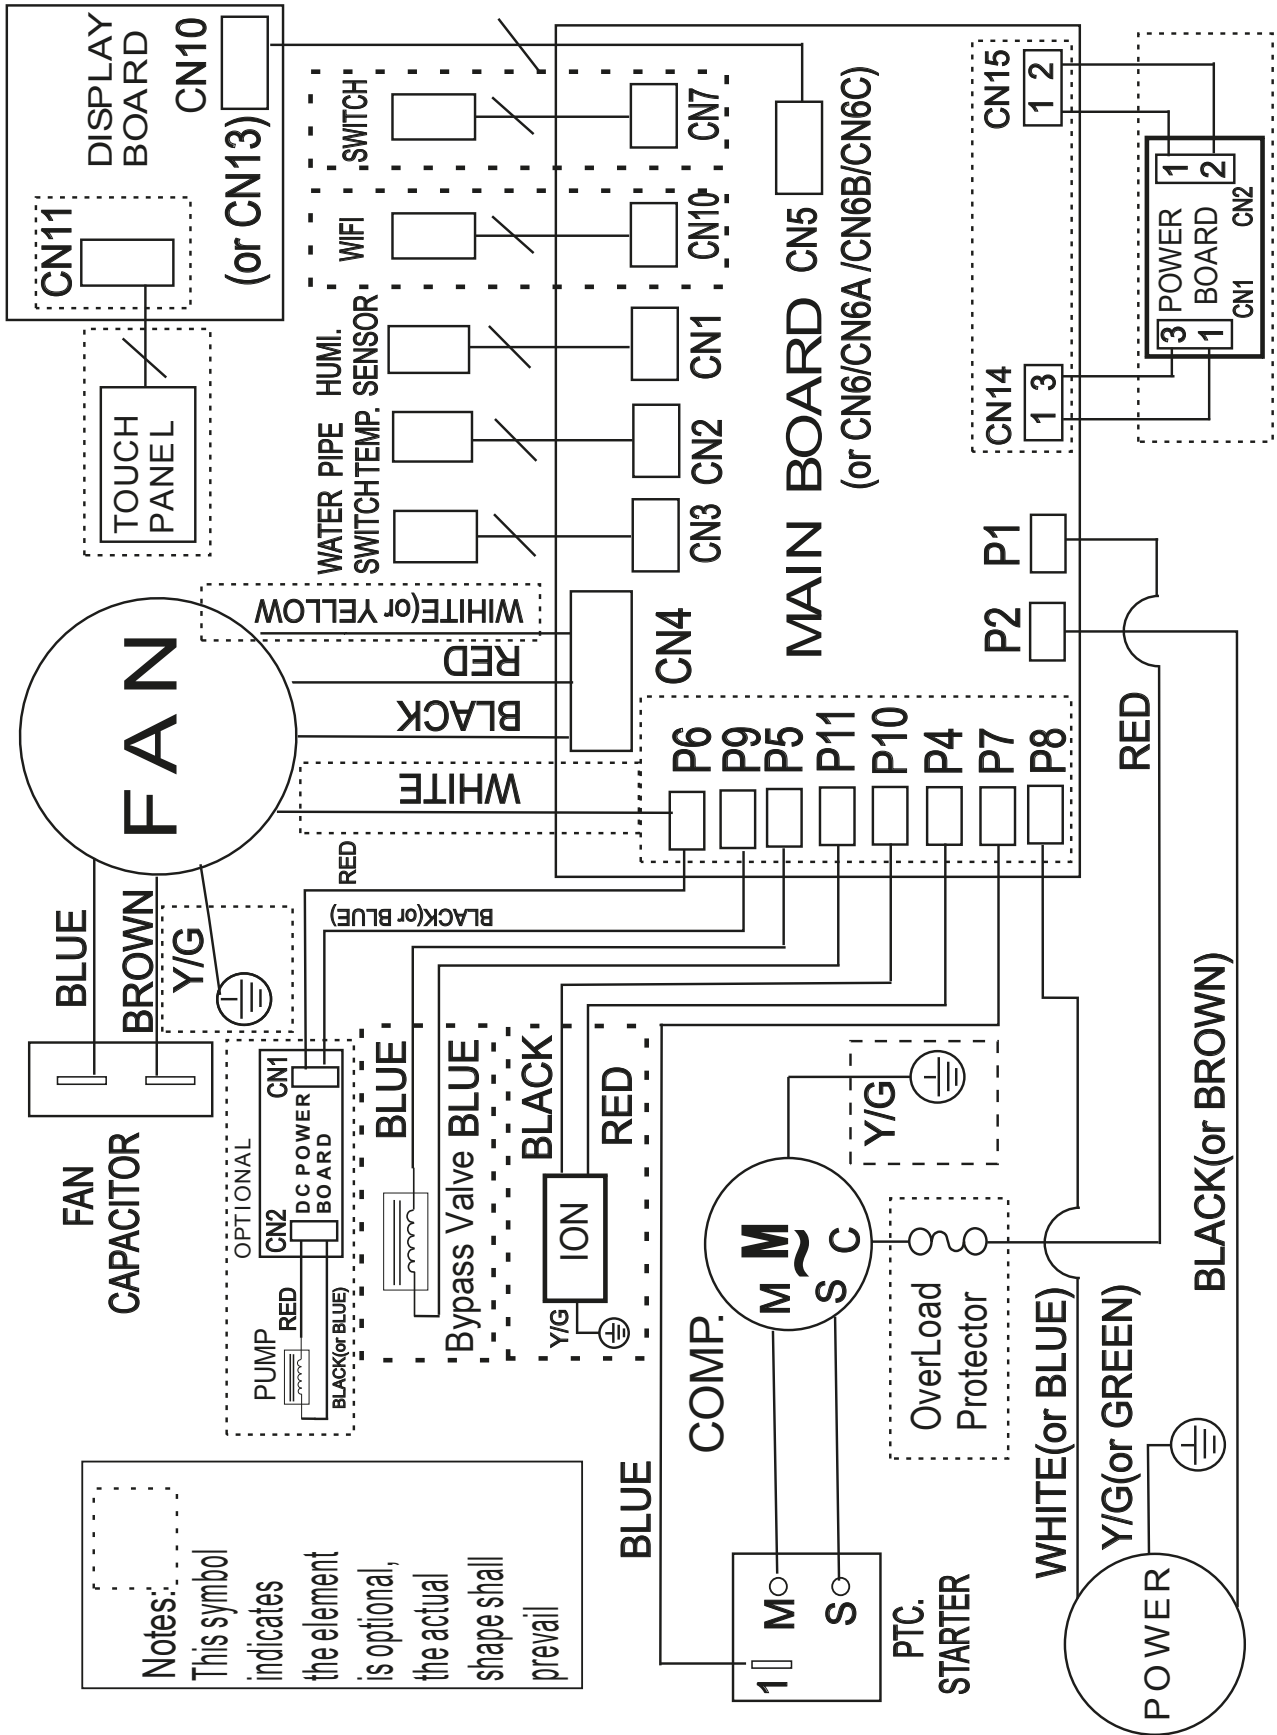 DISPLAY
BOARD
CN10
(or CN13)
CN11
TOUCH
PANEL
SWITCH
CN7
WIFI
CN10
HUMI.
SENSOR
CN1
PIPE
TEMP.
CN2
WATER
SWITCH
CN3
MAIN BOARD
CN5
(or CN6/CN6A /CN6B/CN6C)
CN15
1 2
CN14
1 3
POWER
BOARD
CN1
3
1
CN2
1
2
P1
P2
CN4
WHITE(or YELLOW
RED
BLACK
WHITE
FAN
P6
P9
P5
P11
P10
P4
P7
P8
RED
BLACK(or BLUE)
BLUE
BROWN
Y/G
FAN
CAPACITOR
OPTIONAL
CN1
DC POWER
BOARD
CN2
RED
BLACK(or BLUE)
PUMP
BLUE
BLUE
Bypass Valve
BLACK
RED
ION
Y/G
BLUE
COMP.
M
~
M
S
C
Y/G
OverLoad
Protector
RED
BLACK(or BROWN)
WHITE(or BLUE)
Y/G(or GREEN)
POWER
1
M
S
PTC.
STARTER
Notes:
This symbol
indicates
the element
is optional,
the actual
shape shall
prevail